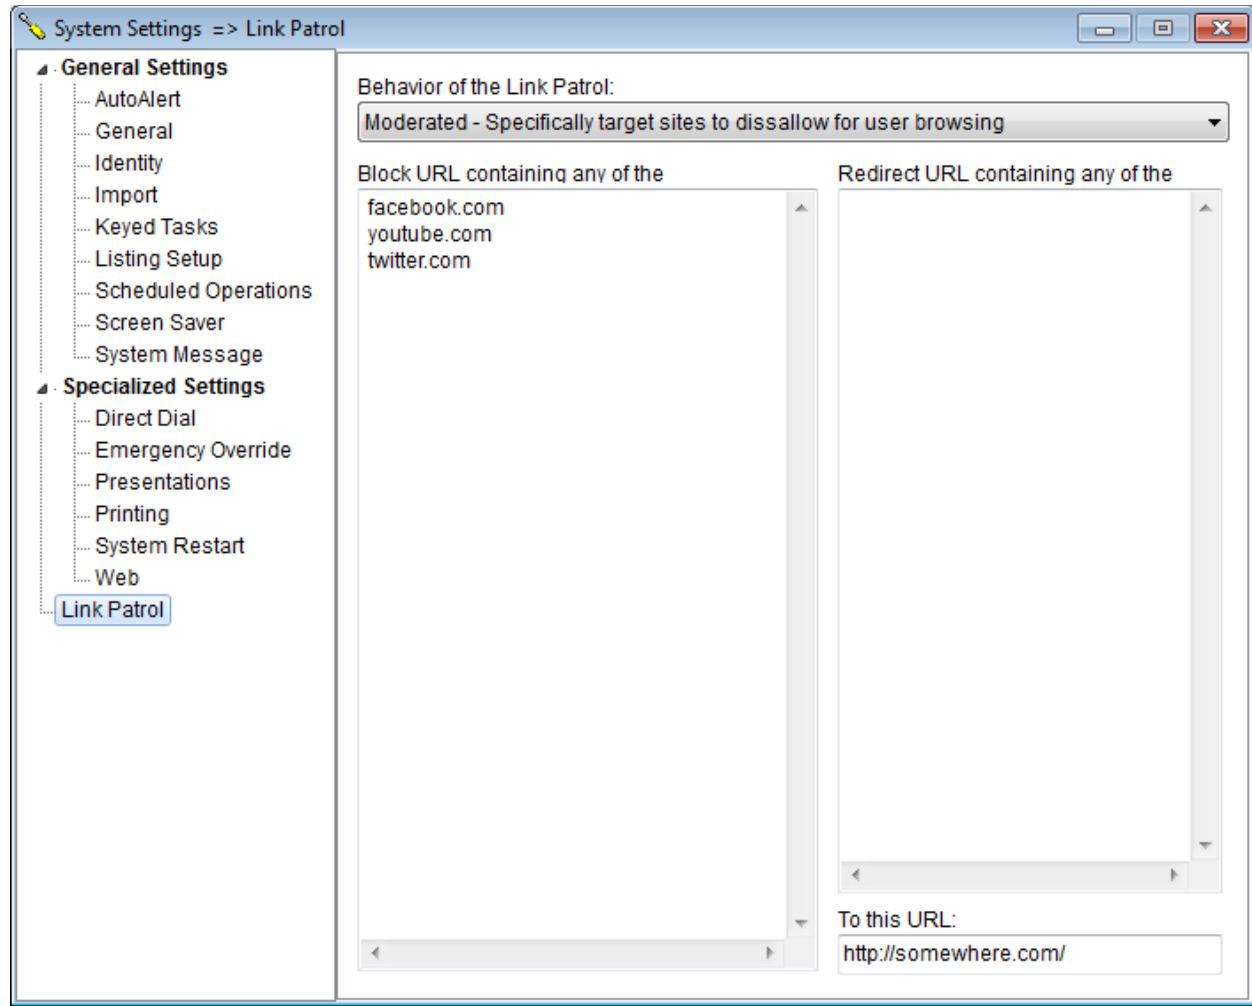 System Settings => Link Patrol
General Settings
AutoAlert
General
Identity
Import
Keyed Tasks
Listing Setup
Scheduled Operations
Screen Saver
System Message
Specialized Settings
Direct Dial
Emergency Override
Presentations
Printing
System Restart
Web
Link Patrol
Behavior of the Link Patrol:
Moderated - Specifically target sites to dissallow for user browsing
Block URL containing any of the
facebook.com
youtube.com
twitter.com
Redirect URL containing any of the
To this URL:
http://somewhere.com/